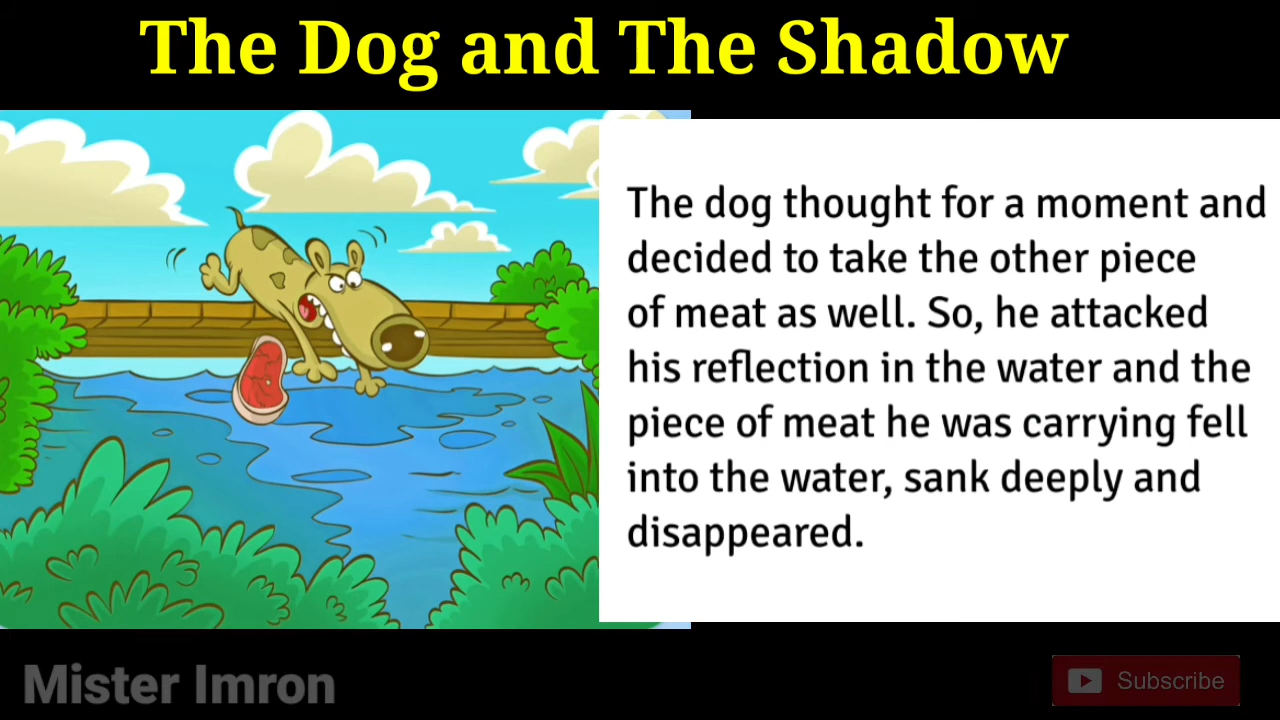 The Dog and The Shadow
The dog thought for a moment and
decided to take the other piece
of meat as well. So, he attacked
his reflection in the water and the
piece of meat he was carrying fell
into the water, sank deeply and
disappeared.
Mister Imron
Subscribe